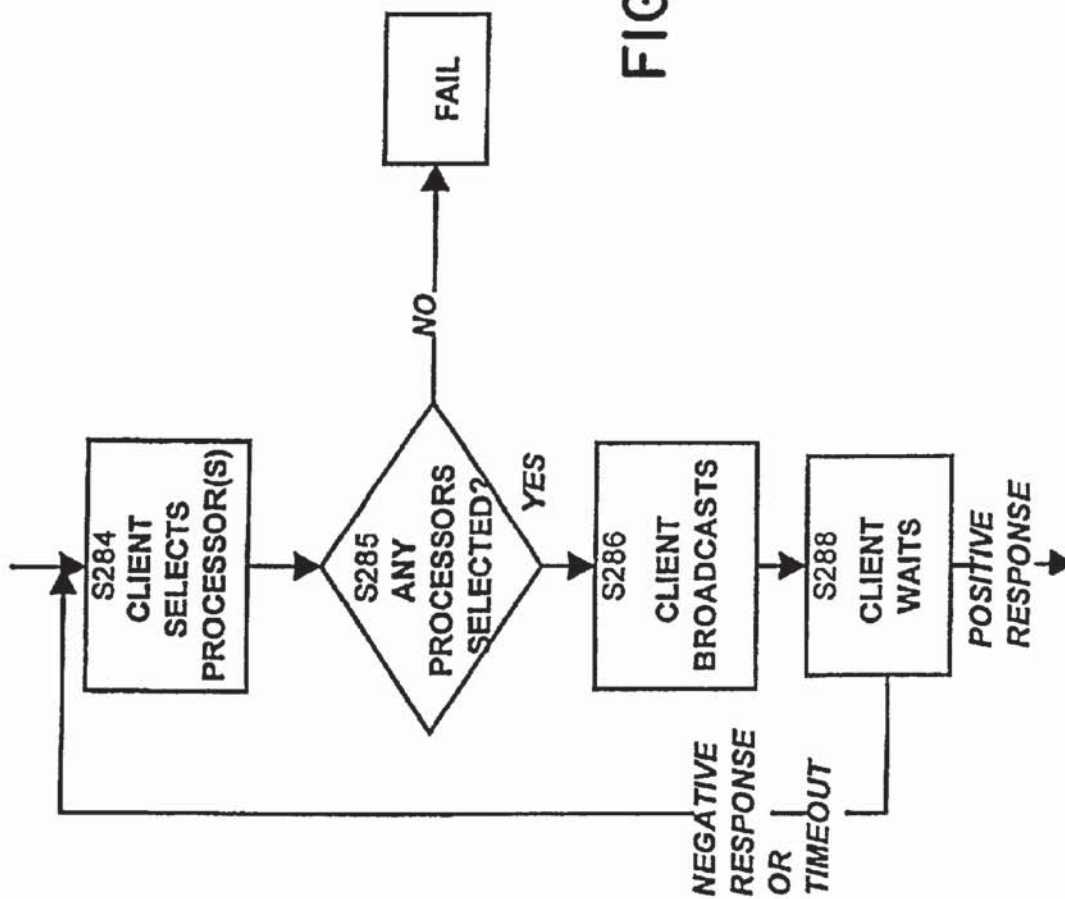 S284
CLIENT
SELECTS
PROCESSOR(S)
S285
ANY
PROCESSORS
SELECTED?
NO
FAIL
YES
S286
CLIENT
BROADCASTS
S288
CLIENT
WAITS
NEGATIVE
RESPONSE
OR
TIMEOUT
POSITIVE
RESPONSE
FIG